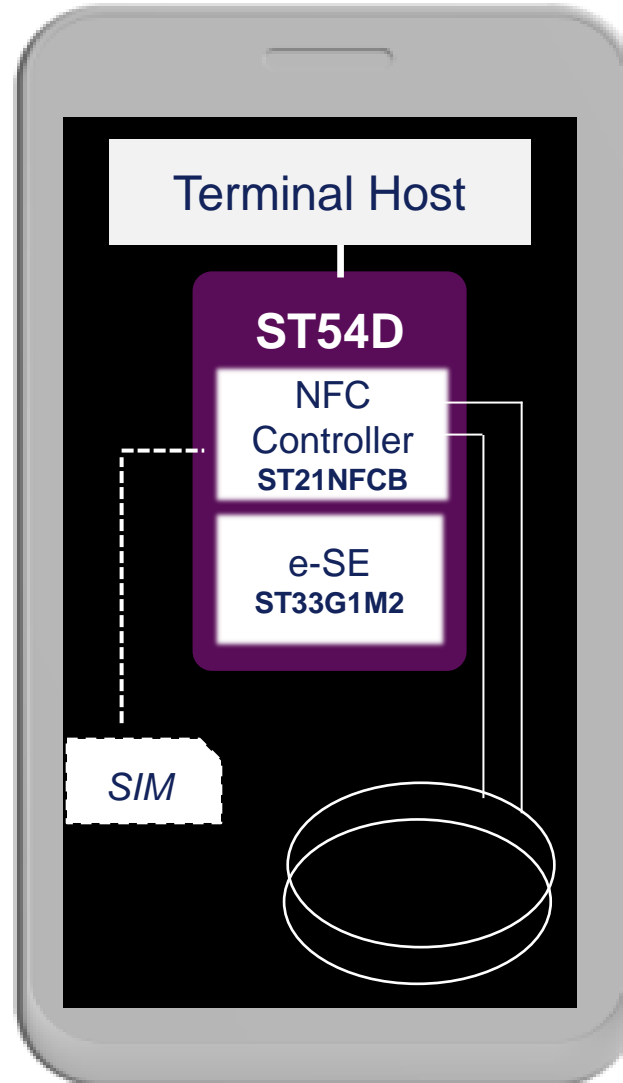 Terminal Host
ST54D
NFC
Controller
ST21NFCB
e-SE
ST33G1M2
SIM